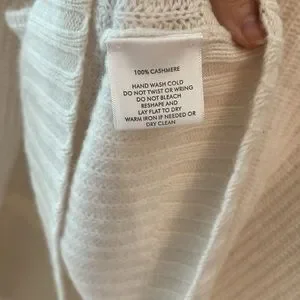 100% CASHMERE
HAND WASH COLD
DO NOT TWIST OR WRING
DO NOT BLEACH
RESHAPE AND
LAY FLAT TO DRY
WARM IRON IF NEEDED OR
DRY CLEAN